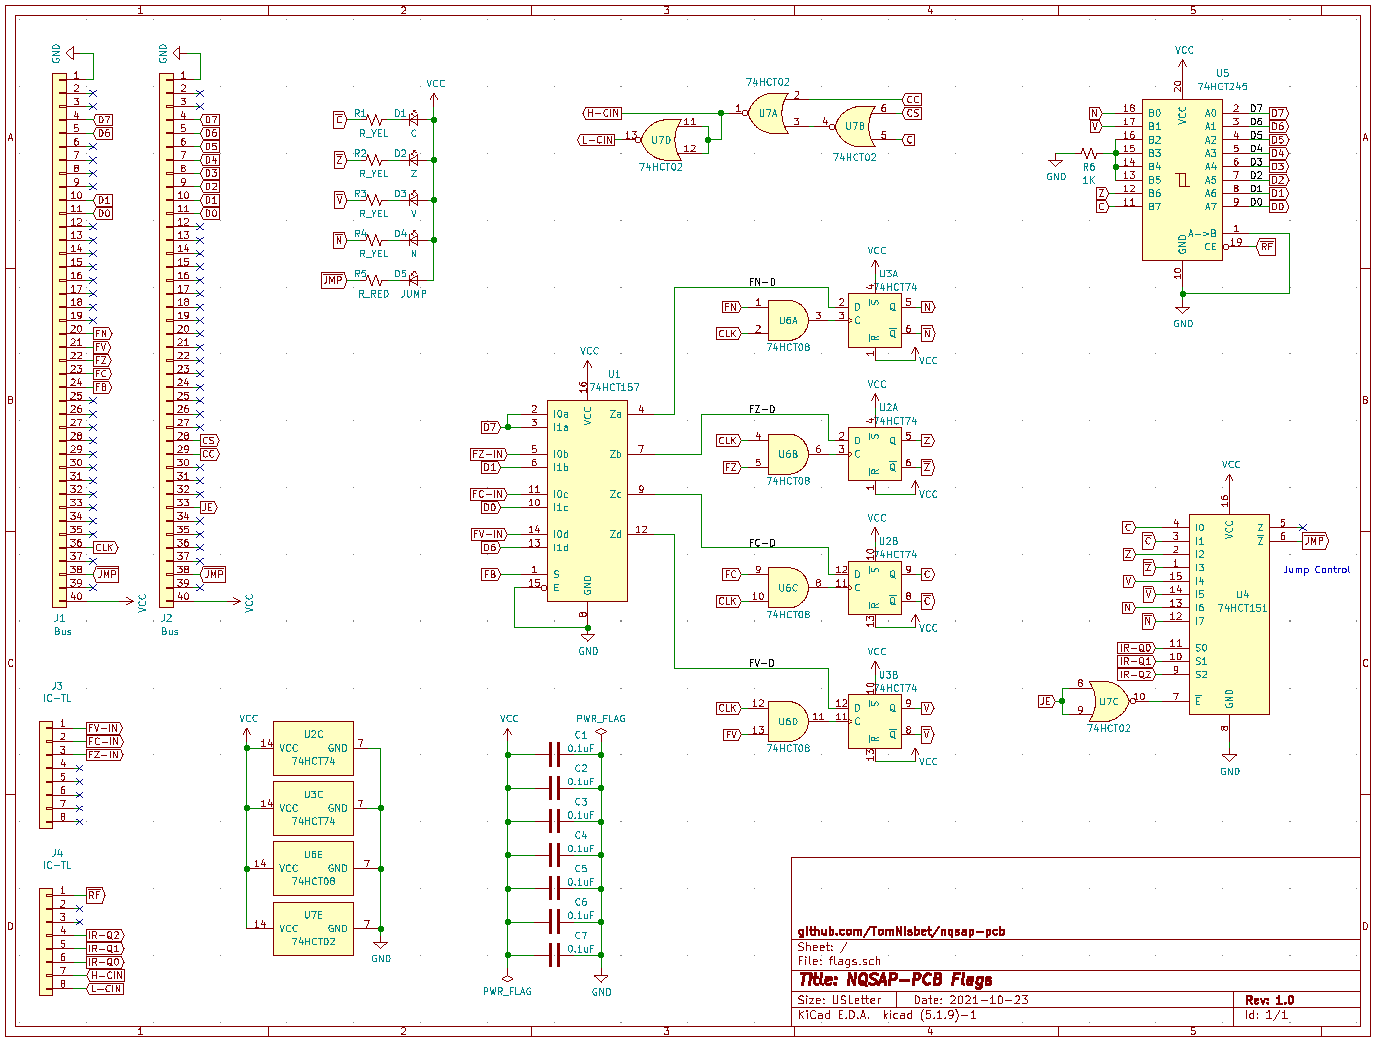 1 2 3 4 5
A
B
C
D
GND
J1
Bus
1
2
3
4 D7
5 D6
6
7
8
9
10 D1
11 D0
12
13
14
15
16
17
18
19
20 FN
21 FV
22 FZ
23 FC
24 FB
25
26
27
28
29
30
31
32
33
34
35
36 CLK
37
38 JMP
39
40 VCC
GND
J2
Bus
1
2
3
4 D7
5 D6
6 D5
7 D4
8 D3
9 D2
10 D1
11 D0
12
13
14
15
16
17
18
19
20
21
22
23
24
25
26
27
28 CS
29 CC
30
31
32
33 JE
34
35
36
37
38 JMP
39
40 VCC
VCC
C R1 R_YEL D1 C
Z R2 R_YEL D2 Z
V R3 R_YEL D3 V
N R4 R_YEL D4 N
JMP R5 R_RED D5 JUMP
H-CIN
L-CIN
13 U7D 11 12
74HCT02
74HCT02
1 U7A 2 3
4 U7B 6 5
74HCT02
CC
CS
C
VCC
U5
74HCT245
20 VCC
N 18 B0 A0 2 D7 D7
V 17 B1 A1 3 D6 D6
16 B2 A2 4 D5 D5
15 B3 A3 5 D4 D4
14 B4 A4 6 D3 D3
13 B5 A5 7 D2 D2
Z 12 B6 A6 8 D1 D1
C 11 B7 A7 9 D0 D0
A->B 1
CE 19 RF
GND 10
GND
GND R6
1K
VCC
U1
74HCT157
16 VCC
D7 2 I0a Za 4
3 I1a
FZ-IN 5 I0b Zb 7
D1 6 I1b
FC-IN 11 I0c Zc 9
D0 10 I1c
FV-IN 14 I0d Zd 12
D6 13 I1d
FB 1 S
15 E
GND 8
GND
FN-D
FN 1
CLK 2
U6A 3
74HCT08
VCC
U3A
74HCT74
4 S
2 D Q 5 N
3 C Q 6 N
R 1
VCC
FZ-D
CLK 4
FZ 5
U6B 6
74HCT08
VCC
U2A
74HCT74
4 S
2 D Q 5 Z
3 C Q 6 Z
R 1
VCC
FC-D
FC 9
CLK 10
U6C 8
74HCT08
VCC
U2B
74HCT74
10 S
12 D Q 9 C
11 C Q 8 C
R 13
VCC
FV-D
CLK 12
FV 13
U6D 11
74HCT08
VCC
U3B
74HCT74
10 S
12 D Q 9 V
11 C Q 8 V
R 13
VCC
VCC
16 VCC
C 4 I0 Z 5
C 3 I1 Z 6 JMP
Z 2 I2
Z 1 I3
V 15 I4
V 14 I5
N 13 I6
N 12 I7
IR-Q0 11 S0
IR-Q1 10 S1
IR-Q2 9 S2
7 E
U4
74HCT151
GND 8
GND
Jump Control
JE 8 9 U7C 10
74HCT02
J3
IC-TL
1 FV-IN
2 FC-IN
3 FZ-IN
4
5
6
7
8
J4
IC-TL
1 RF
2
3
4 IR-Q2
5 IR-Q1
6 IR-Q0
7 H-CIN
8 L-CIN
VCC
14 VCC U2C GND 7
74HCT74
14 VCC U3C GND 7
74HCT74
14 VCC U6E GND 7
74HCT08
14 VCC U7E GND 7
74HCT02
GND
VCC PWR_FLAG
C1
0.1uF
C2
0.1uF
C3
0.1uF
C4
0.1uF
C5
0.1uF
C6
0.1uF
C7
0.1uF
PWR_FLAG GND
github.com/TomNisbet/nqsap-pcb
Sheet: /
File: flags.sch
Title: NQSAP-PCB Flags
Size: USLetter Date: 2021-10-23 Rev: 1.0
KiCad E.D.A. kicad (5.1.9)-1 Id: 1/1
A
B
C
D
1 2 3 4 5